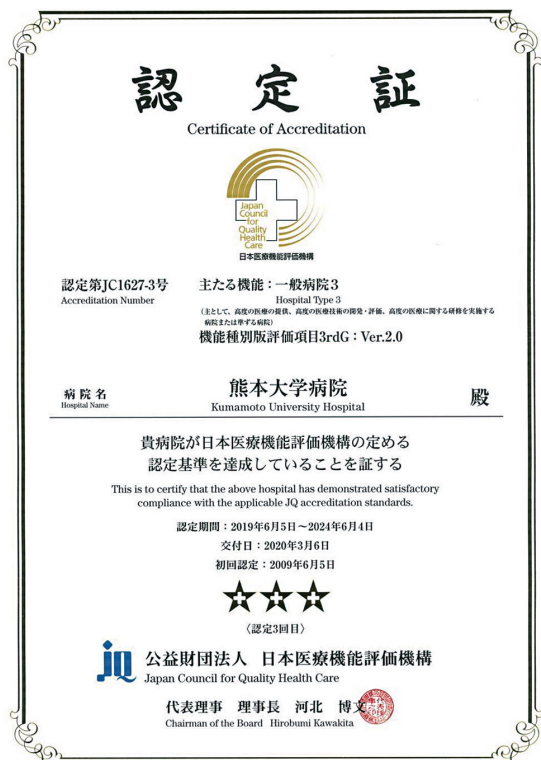 認定証
Certificate of Accreditation
Japan
Council
for
Quality
Health
Care
日本医療機能評価機構
認定第JC1627-3号
Accreditation Number
主たる機能：一般病院3
Hospital Type 3
（主として、高度の医療の提供、高度の医療技術の開発・評価、高度の医療に関する研修を実施する
病院または準ずる病院）
機能種別版評価項目3rdG：Ver.2.0
病院名
Hospital Name
熊本大学病院
Kumamoto University Hospital
殿
貴病院が日本医療機能評価機構の定める
認定基準を達成していることを証する
This is to certify that the above hospital has demonstrated satisfactory
compliance with the applicable JQ accreditation standards.
認定期間：2019年6月5日～2024年6月4日
交付日：2020年3月6日
初回認定：2009年6月5日
〈認定3回目〉
jq
公益財団法人 日本医療機能評価機構
Japan Council for Quality Health Care
代表理事 理事長 河北 博文
Chairman of the Board Hirobumi Kawakita